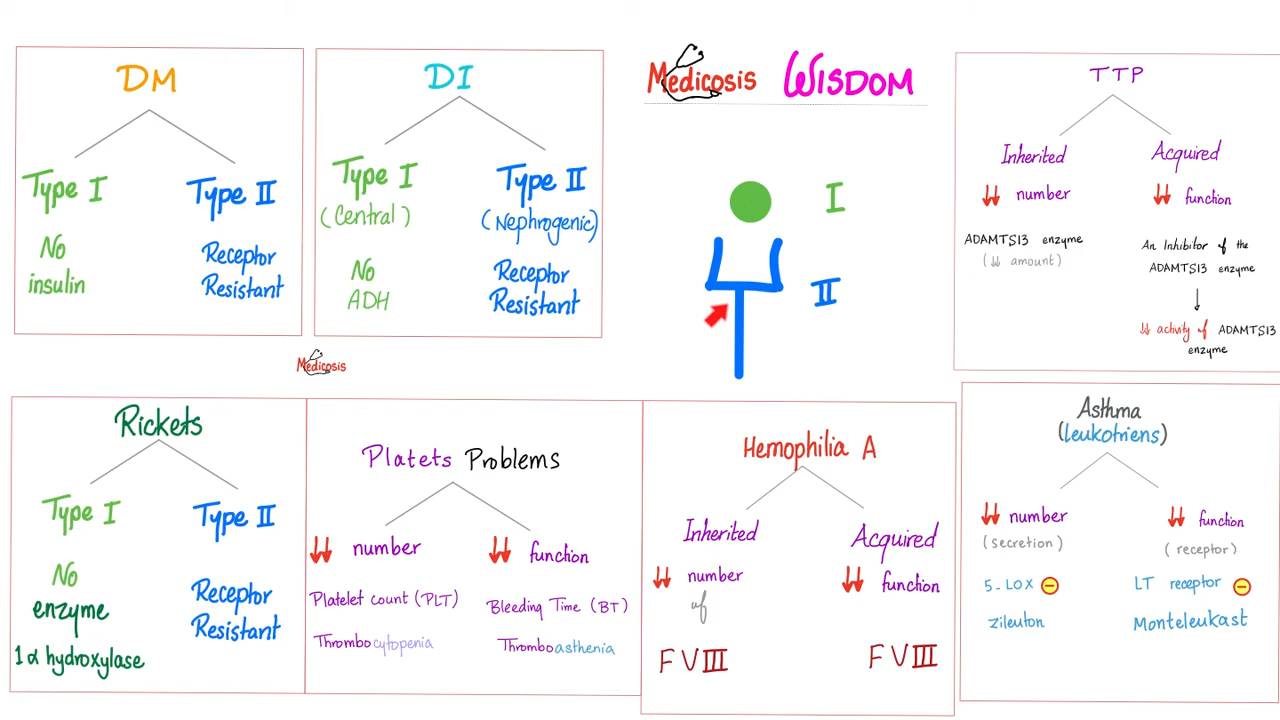 DM
Type I
Type II
No
insulin
Receptor
Resistant
DI
Type I
(Central)
Type II
(Nephrogenic)
No
ADH
Receptor
Resistant
Medicosis WISDOM
I
II
TTP
Inherited
Acquired
↓↓ number
↓↓ function
ADAMTS13 enzyme
(↓↓ amount)
An Inhibitor of the
ADAMTS13 enzyme
↓↓ activity of ADAMTS13
enzyme
Medicosis
Rickets
Type I
Type II
No
enzyme
1α hydroxylase
Receptor
Resistant
Platets Problems
↓↓ number
↓↓ function
Platelet count (PLT)
Bleeding Time (BT)
Thrombocytopenia
Thromboasthenia
Hemophilia A
Inherited
Acquired
↓↓ number
of
↓↓ function
FVIII
FVIII
Asthma
(leukotriens)
↓↓ number
(secretion)
↓↓ function
(receptor)
5-LOX
LT receptor
Zileuton
Monteleukast